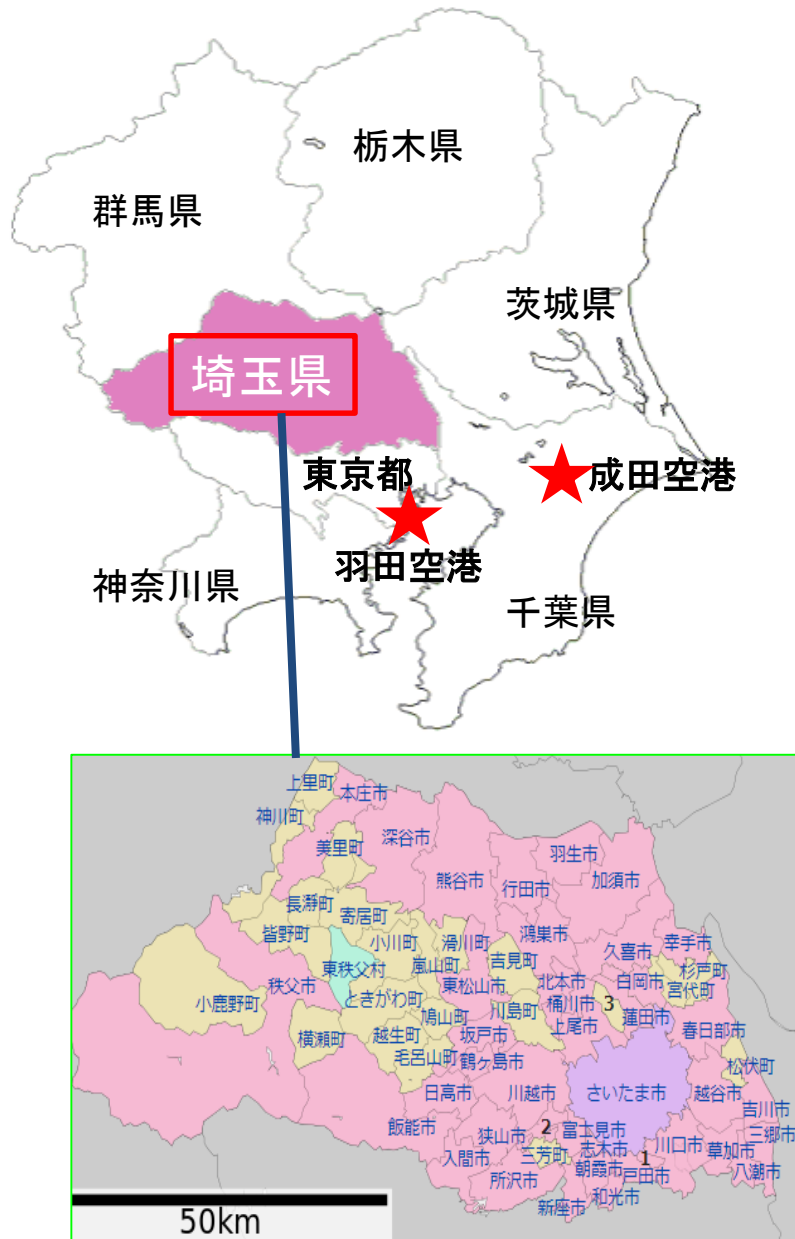 栃木県
群馬県
茨城県
埼玉県
東京都
成田空港
羽田空港
神奈川県
千葉県
上里町
本庄市
神川町
深谷市
美里町
羽生市
熊谷市
加須市
行田市
長瀞町
寄居町
鴻巣市
皆野町
小川町
滑川町
幸手市
久喜市
吉見町
東秩父村
嵐山町
杉戸町
秩父市
東松山市
北本市
白岡市
宮代町
小鹿野町
ときがわ町
桶川市
3
川島町
蓮田市
鳩山町
上尾市
春日部市
横瀬町
越生町
坂戸市
毛呂山町
鶴ヶ島市
松伏町
日高市
川越市
さいたま市
越谷市
吉川市
飯能市
狭山市
2
富士見市
三郷市
入間市
三芳町
志木市
1
川口市
草加市
朝霞市
戸田市
八潮市
所沢市
和光市
新座市
50km